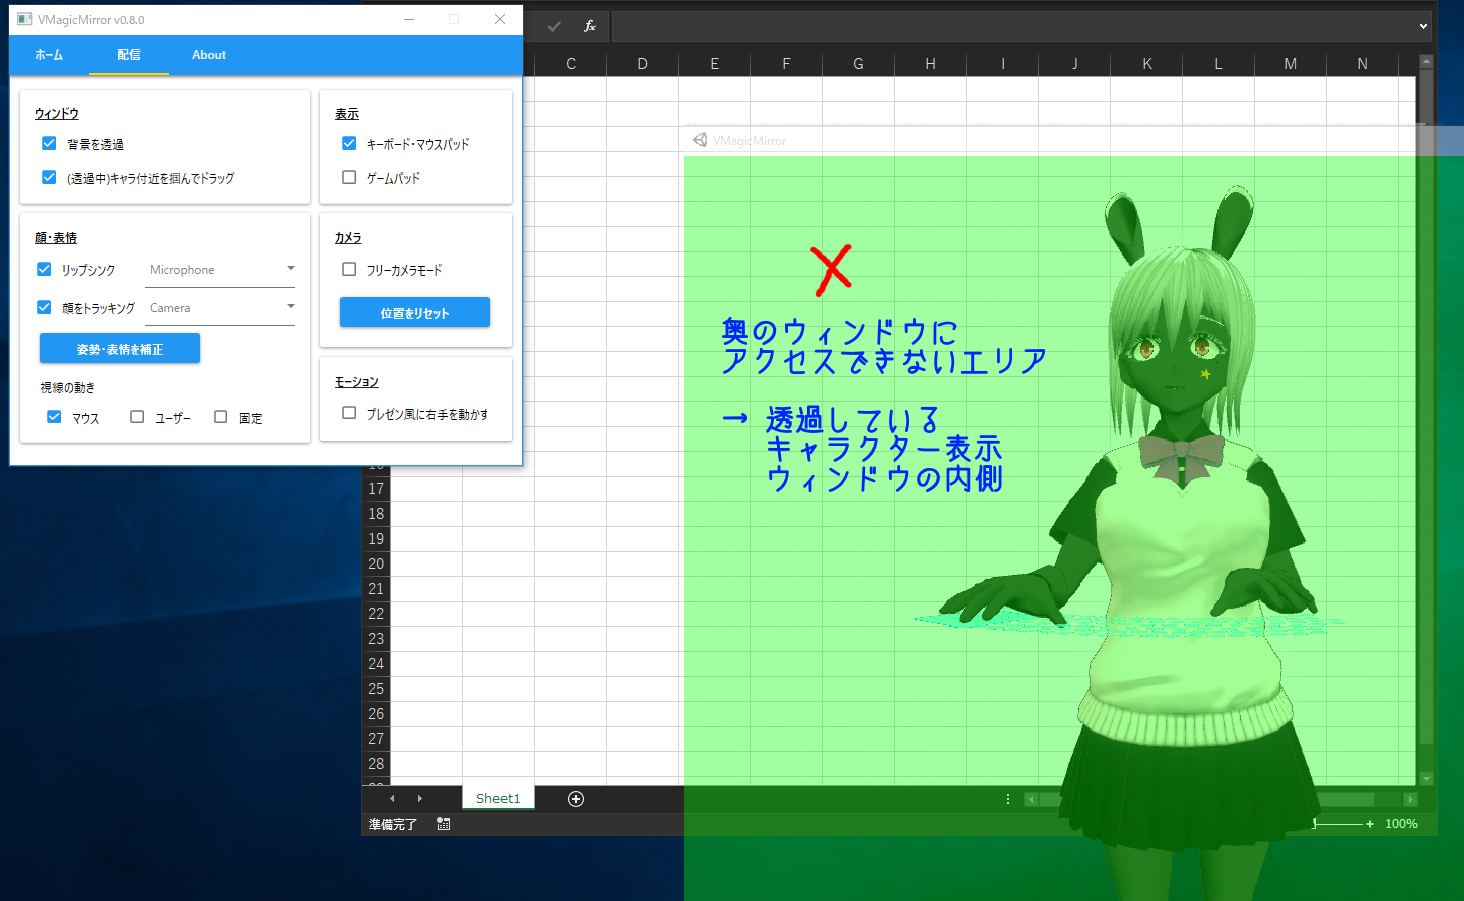 VMagicMirror v0.8.0
ホーム 配信 About
ウィンドウ
背景を透過
(透過中)キャラ付近を掴んでドラッグ
表示
キーボード・マウスパッド
ゲームパッド
顔・表情
リップシンク Microphone
顔をトラッキング Camera
姿勢・表情を補正
視線の動き
マウス ユーザー 固定
カメラ
フリーカメラモード
位置をリセット
モーション
プレゼン風に右手を動かす
fx
C D E F G H I J K L M N
VMagicMirror
奥のウィンドウに
アクセスできないエリア
→ 透過している
キャラクター表示
ウィンドウの内側
17
18
19
20
21
22
23
24
25
26
27
28
Sheet1
準備完了
100%